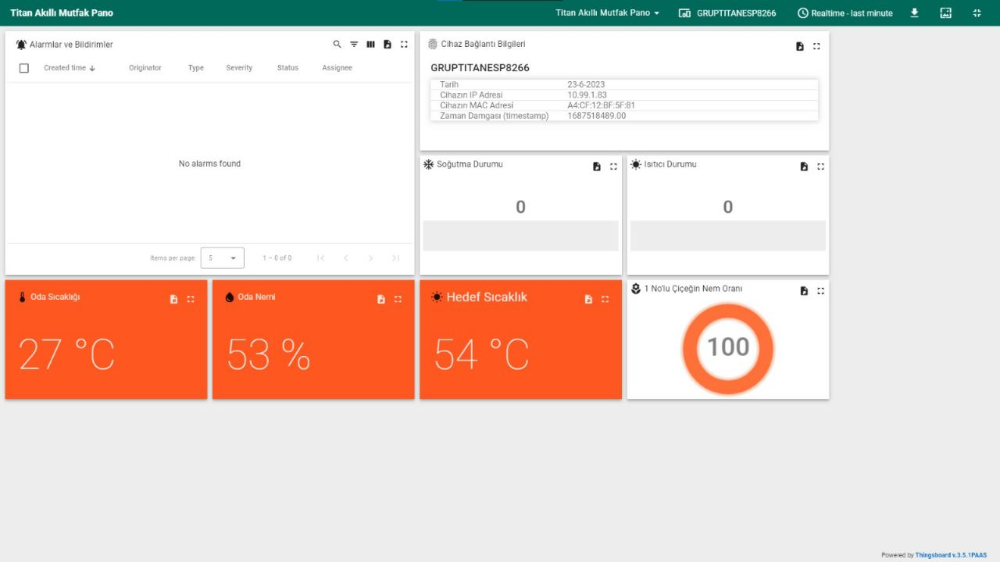 Titan Akıllı Mutfak Pano
Titan Akıllı Mutfak Pano
GRUPTITANESP8266
Realtime - last minute
Alarmlar ve Bildirimler
Created time
Originator
Type
Severity
Status
Assignee
No alarms found
Items per page:
5
1 – 0 of 0
Cihaz Bağlantı Bilgileri
GRUPTITANESP8266
Tarih 23-6-2023
Cihazın IP Adresi 10.99.1.83
Cihazın MAC Adresi A4:CF:12:BF:5F:81
Zaman Damgası (timestamp) 1687518489.00
Soğutma Durumu
0
Isıtıcı Durumu
0
Oda Sıcaklığı
27 °C
Oda Nemi
53 %
Hedef Sıcaklık
54 °C
1 No'lu Çiçeğin Nem Oranı
100
Powered by Thingsboard v.3.5.1PAAS